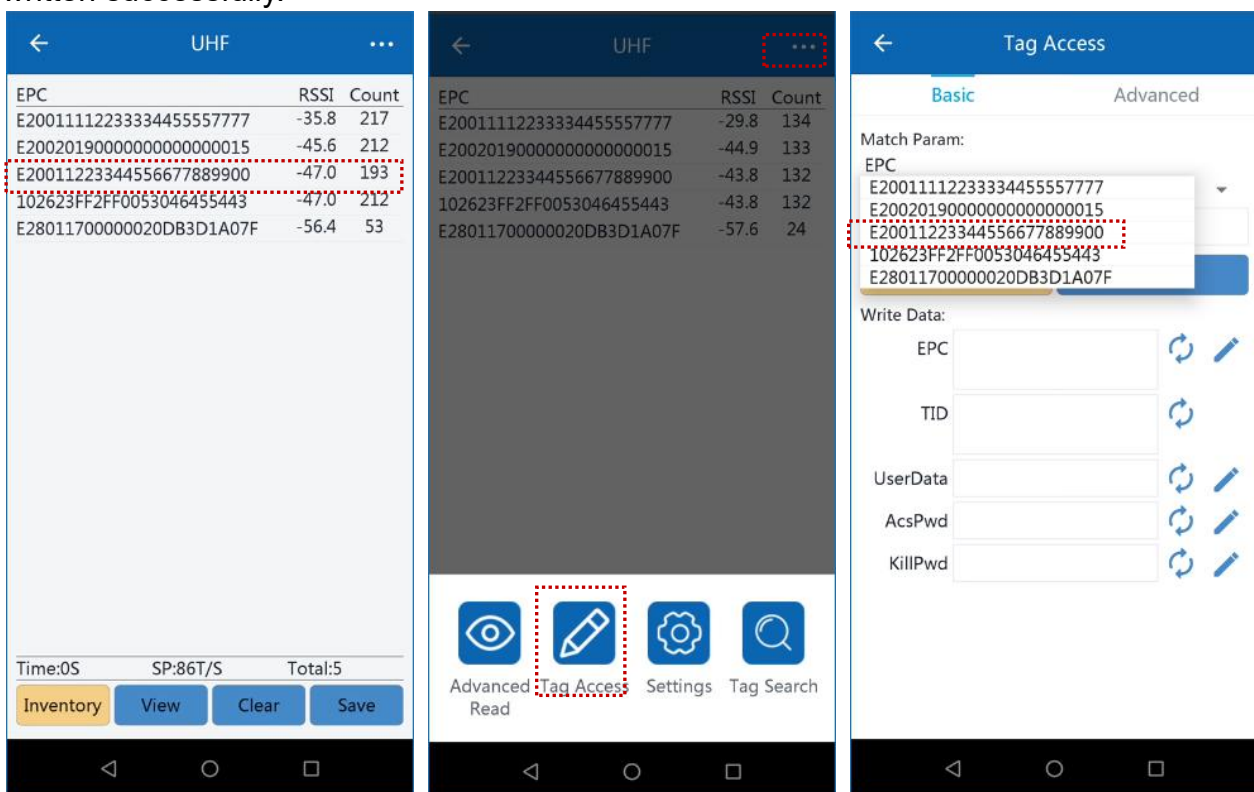 written successfully.
UHF
EPC RSSI Count
E20011112233334455557777 -35.8 217
E20020190000000000000015 -45.6 212
E20011223344556677889900 -47.0 193
102623FF2FF0053046455443 -47.0 212
E28011700000020DB3D1A07F -56.4 53
Time:0S SP:86T/S Total:5
Inventory View Clear Save
UHF
EPC RSSI Count
E20011112233334455557777 -29.8 134
E20020190000000000000015 -44.9 133
E20011223344556677889900 -43.8 132
102623FF2FF0053046455443 -43.8 132
E28011700000020DB3D1A07F -57.6 24
Advanced Read
Tag Access
Settings
Tag Search
Tag Access
Basic Advanced
Match Param:
EPC
E20011112233334455557777
E20020190000000000000015
E20011223344556677889900
102623FF2FF0053046455443
E28011700000020DB3D1A07F
Write Data:
EPC
TID
UserData
AcsPwd
KillPwd